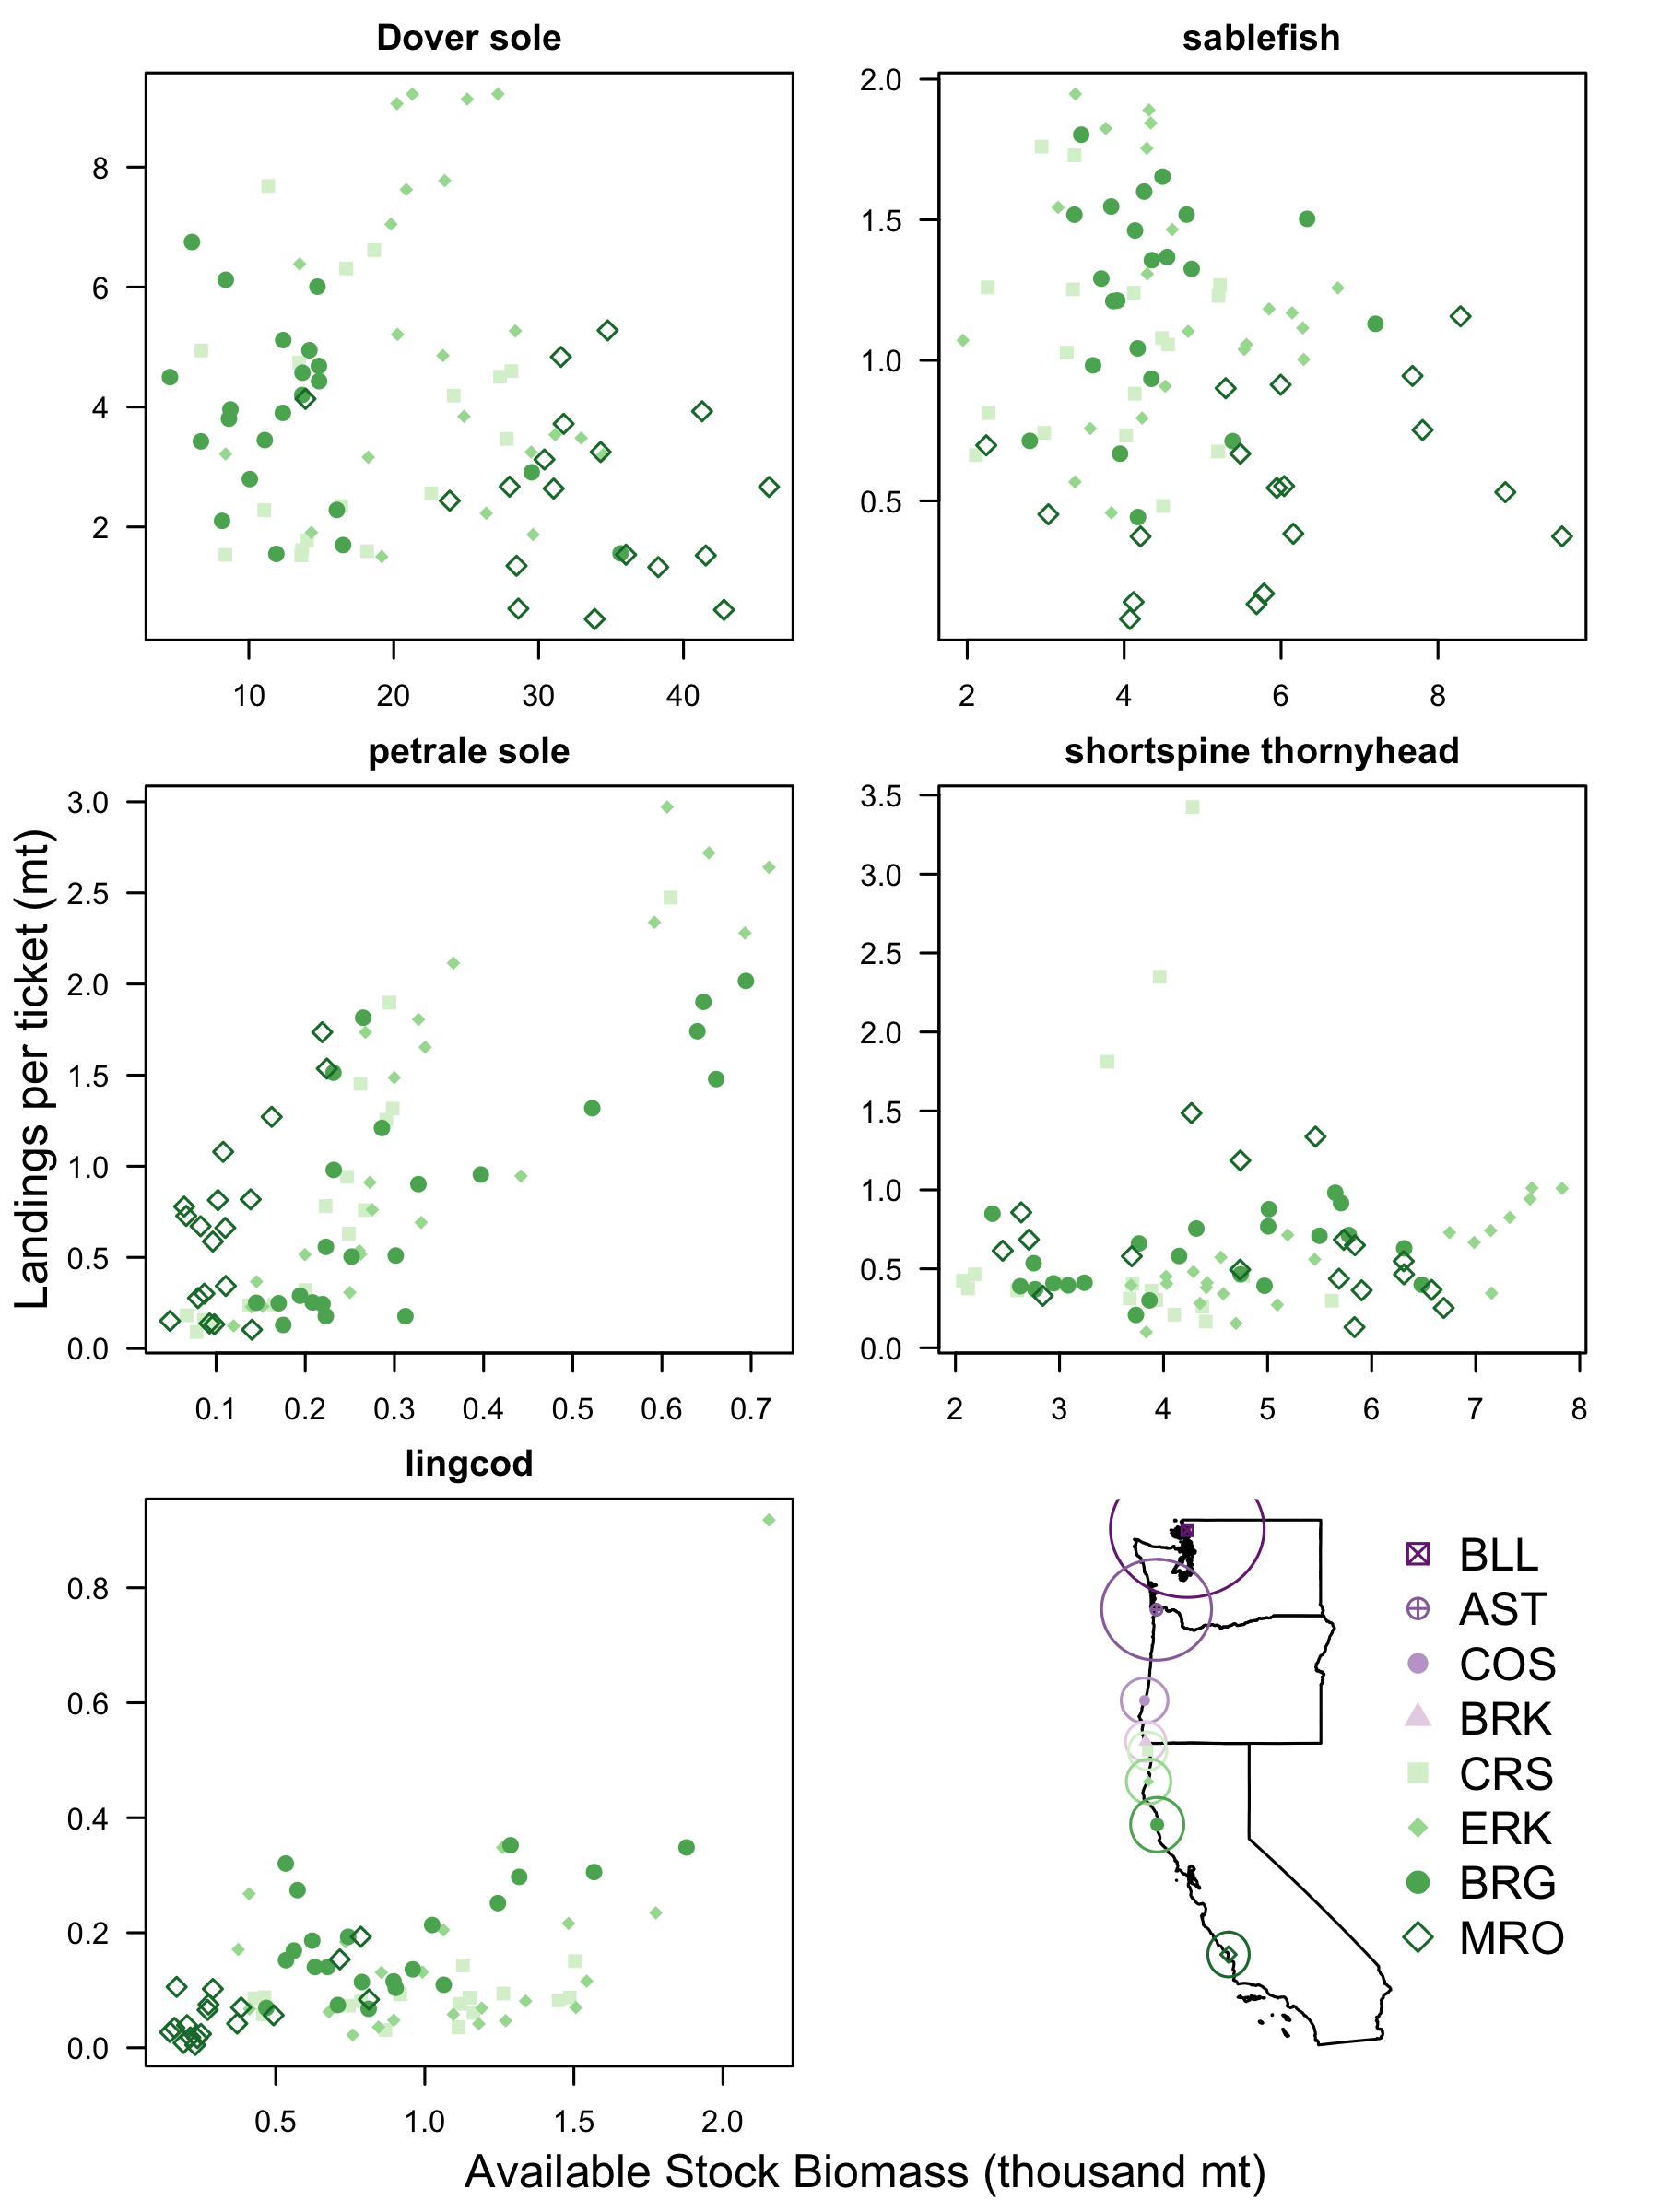 Dover sole
8
6
4
2
10 20 30 40
sablefish
2.0
1.5
1.0
0.5
2 4 6 8
Landings per ticket (mt)
petrale sole
3.0
2.5
2.0
1.5
1.0
0.5
0.0
0.1 0.2 0.3 0.4 0.5 0.6 0.7
shortspine thornyhead
3.5
3.0
2.5
2.0
1.5
1.0
0.5
0.0
2 3 4 5 6 7 8
lingcod
0.8
0.6
0.4
0.2
0.0
0.5 1.0 1.5 2.0
BLL
AST
COS
BRK
CRS
ERK
BRG
MRO
Available Stock Biomass (thousand mt)